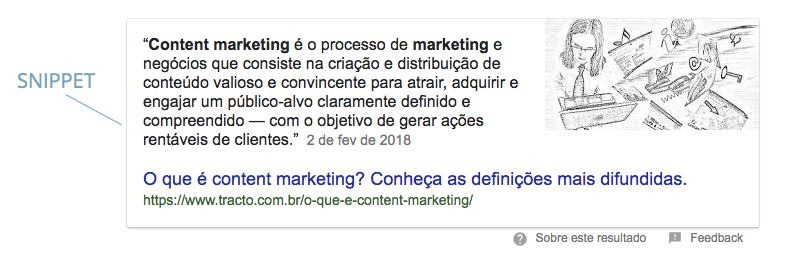 SNIPPET
“Content marketing é o processo de marketing e
negócios que consiste na criação e distribuição de
conteúdo valioso e convincente para atrair, adquirir e
engajar um público-alvo claramente definido e
compreendido — com o objetivo de gerar ações
rentáveis de clientes.” 2 de fev de 2018
O que é content marketing? Conheça as definições mais difundidas.
https://www.tracto.com.br/o-que-e-content-marketing/
Sobre este resultado Feedback